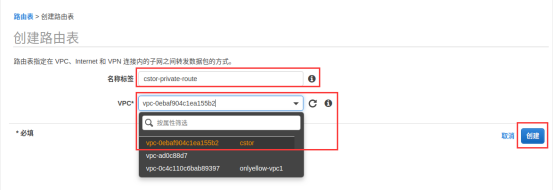 路由表 > 创建路由表
创建路由表
路由表指定在 VPC、Internet 和 VPN 连接内的子网之间转发数据包的方式。
名称标签 cstor-private-route
VPC* vpc-0ebaf904c1ea155b2
按属性筛选
vpc-0ebaf904c1ea155b2 cstor
vpc-ad0c88d7
vpc-0c4c110c6bab89397 onlyellow-vpc1
* 必填 取消 创建